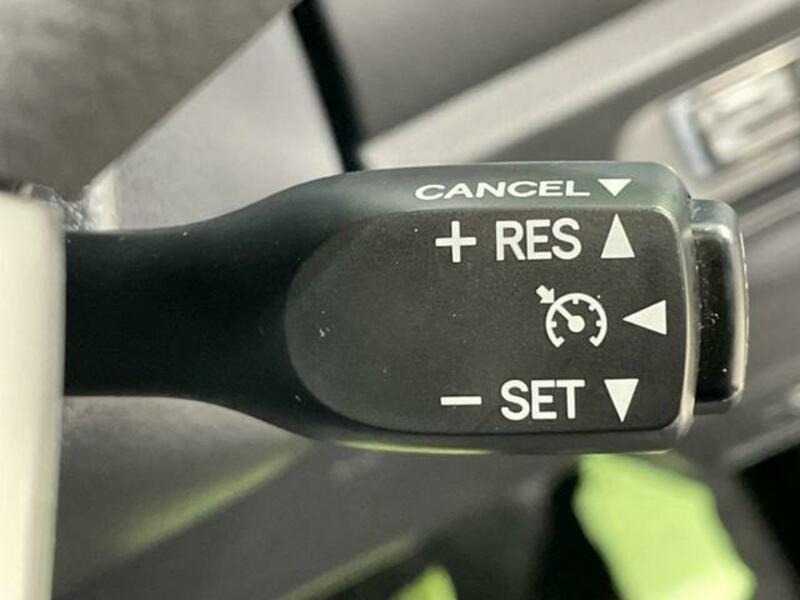 CANCEL ▼
+ RES ▲
◀
− SET ▼